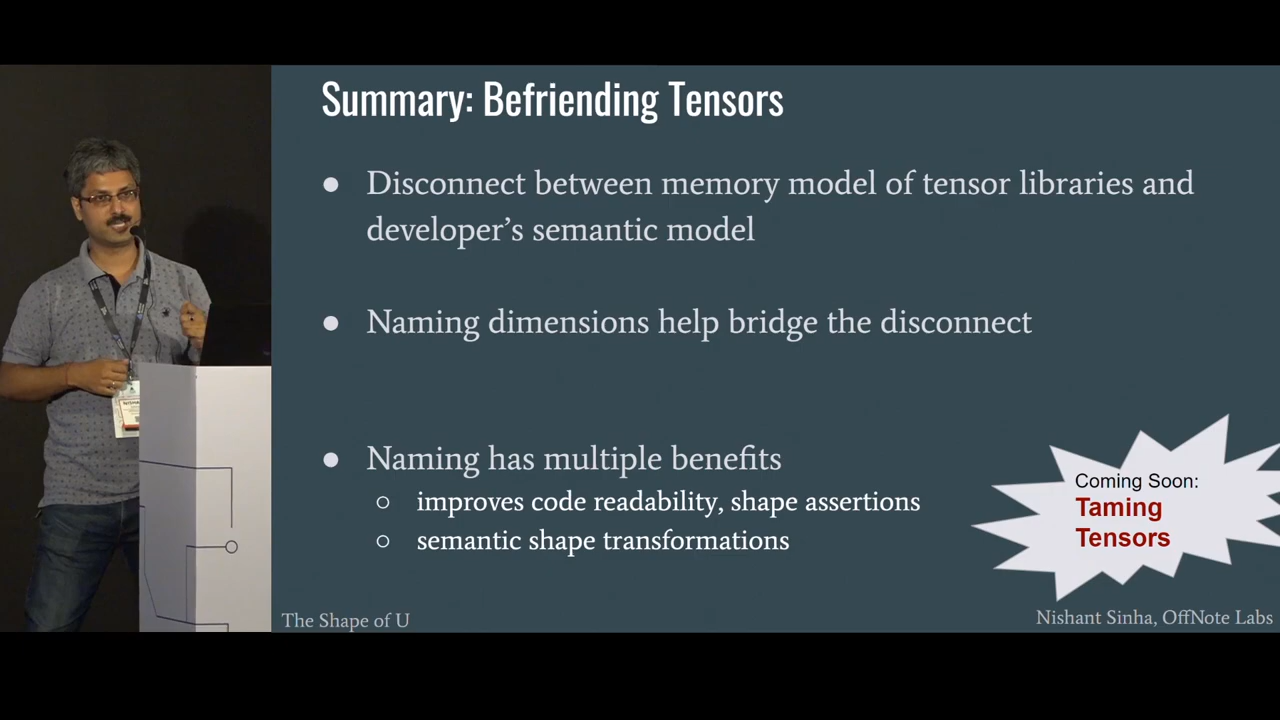 Summary: Befriending Tensors
● Disconnect between memory model of tensor libraries and
developer's semantic model
● Naming dimensions help bridge the disconnect
● Naming has multiple benefits
○ improves code readability, shape assertions
○ semantic shape transformations
Coming Soon:
Taming
Tensors
The Shape of U
Nishant Sinha, OffNote Labs